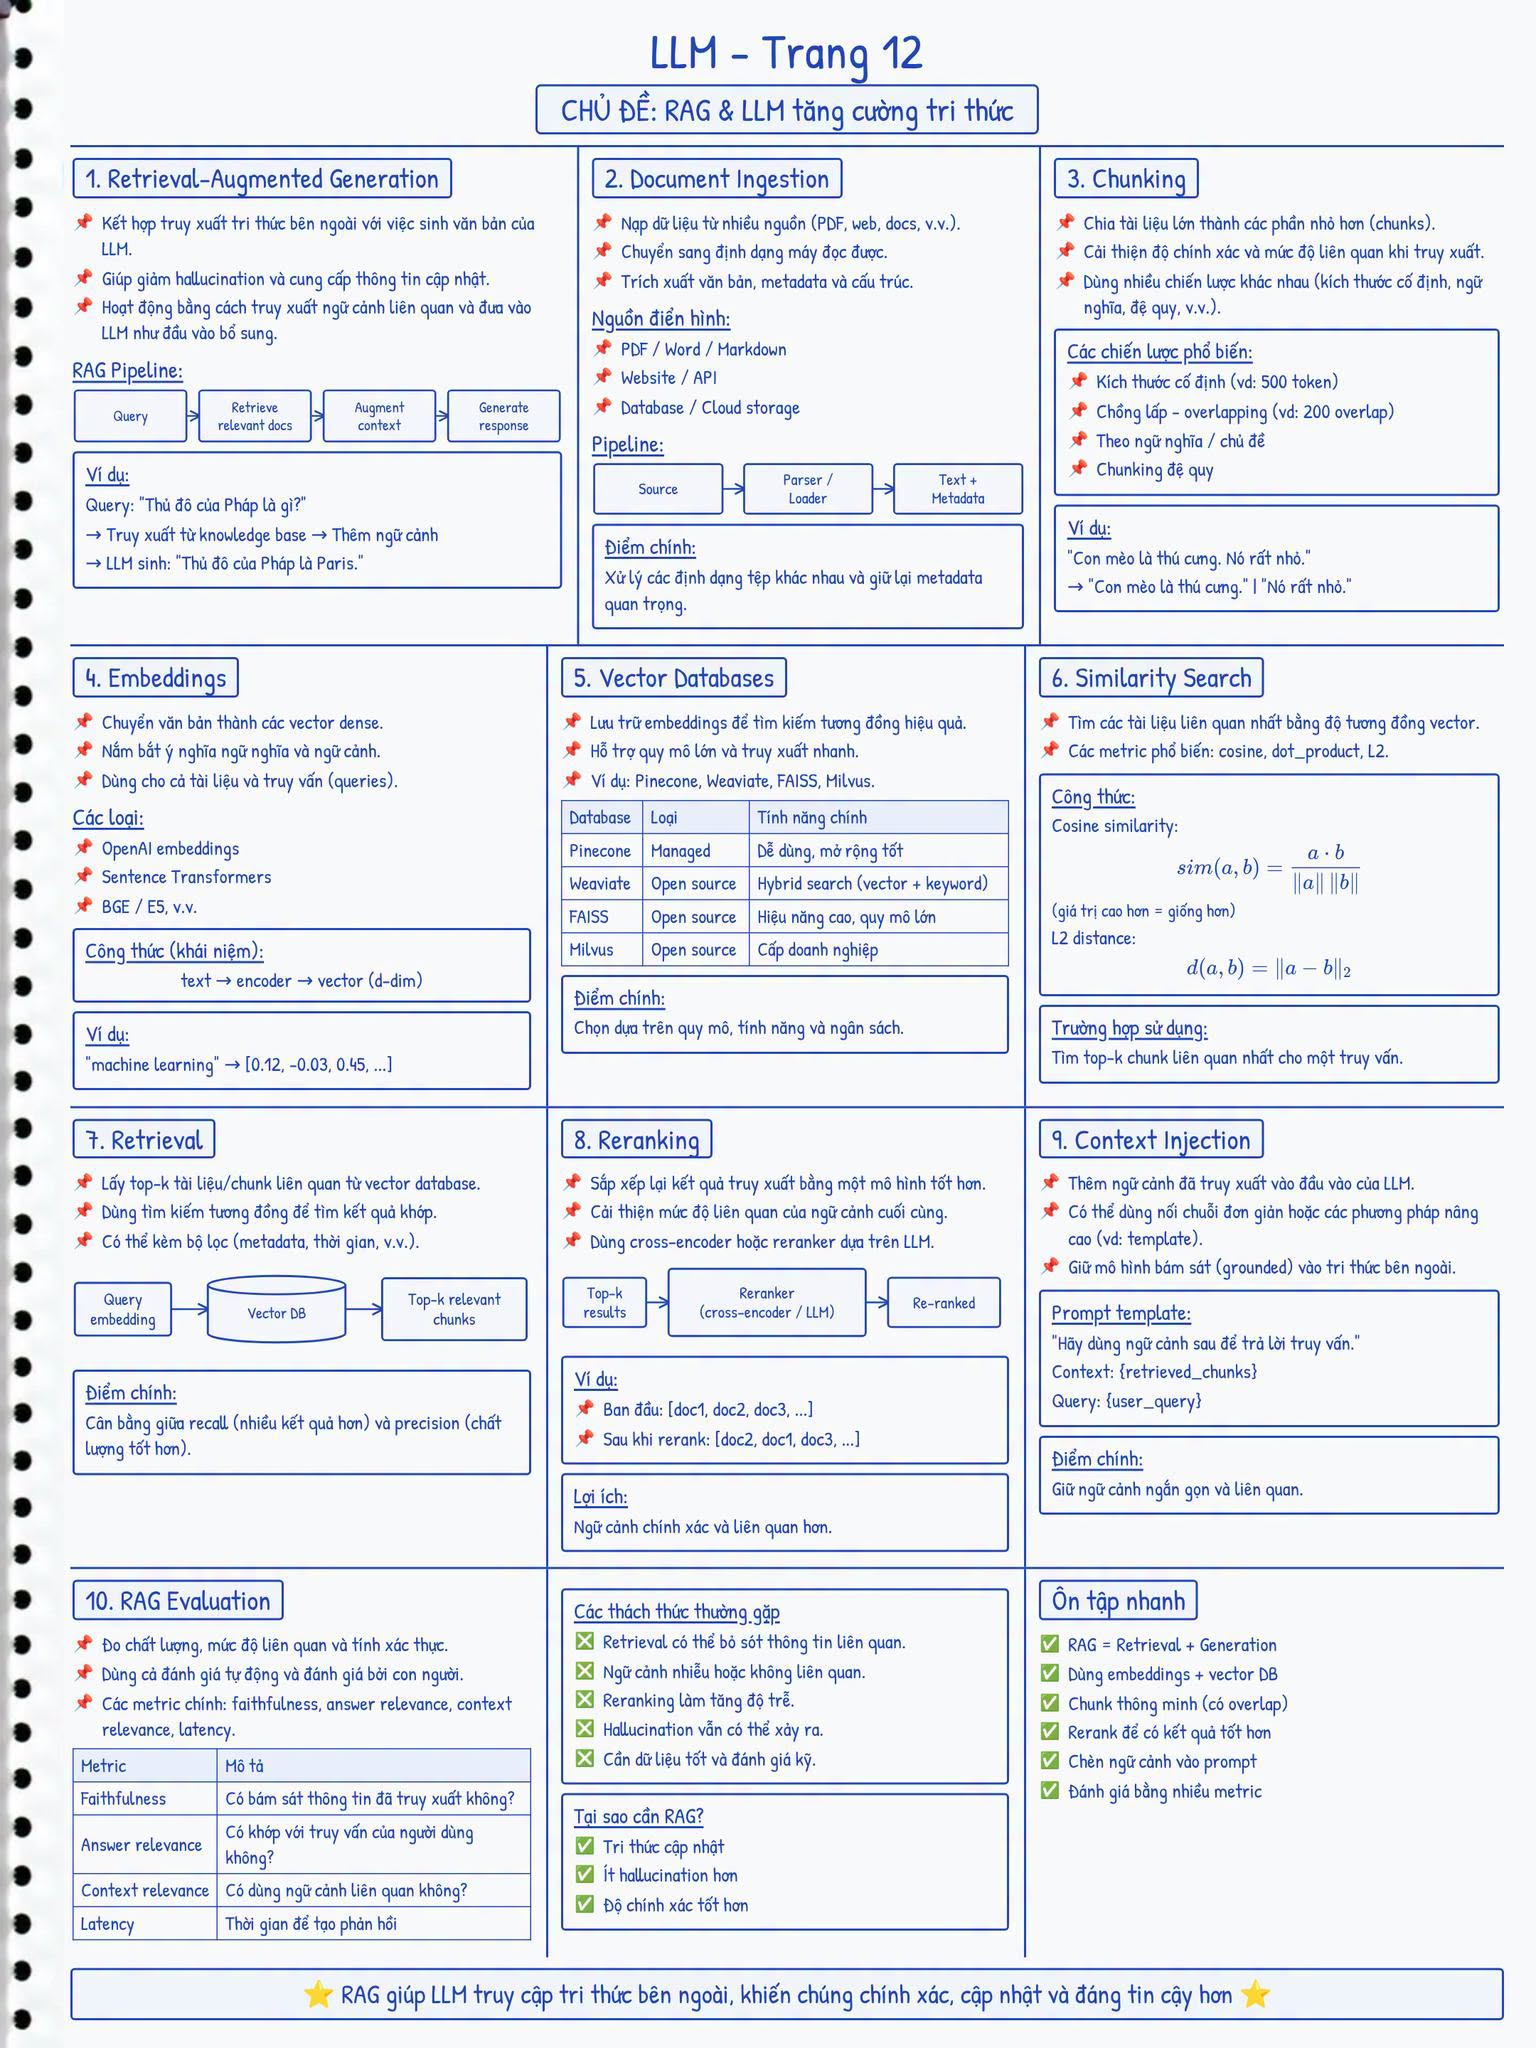 LLM – Trang 12
CHỦ ĐỀ: RAG & LLM tăng cường tri thức
1. Retrieval-Augmented Generation
Kết hợp truy xuất tri thức bên ngoài với việc sinh văn bản của
LLM.
Giúp giảm hallucination và cung cấp thông tin cập nhật.
Hoạt động bằng cách truy xuất ngữ cảnh liên quan và đưa vào
LLM như đầu vào bổ sung.
RAG Pipeline:
Query → Retrieve relevant docs → Augment context → Generate response
Ví dụ:
Query: "Thủ đô của Pháp là gì?"
→ Truy xuất từ knowledge base → Thêm ngữ cảnh
→ LLM sinh: "Thủ đô của Pháp là Paris."
2. Document Ingestion
Nạp dữ liệu từ nhiều nguồn (PDF, web, docs, v.v.).
Chuyển sang định dạng máy đọc được.
Trích xuất văn bản, metadata và cấu trúc.
Nguồn điển hình:
PDF / Word / Markdown
Website / API
Database / Cloud storage
Pipeline:
Source → Parser / Loader → Text + Metadata
Điểm chính:
Xử lý các định dạng tệp khác nhau và giữ lại metadata
quan trọng.
3. Chunking
Chia tài liệu lớn thành các phần nhỏ hơn (chunks).
Cải thiện độ chính xác và mức độ liên quan khi truy xuất.
Dùng nhiều chiến lược khác nhau (kích thước cố định, ngữ
nghĩa, đệ quy, v.v.).
Các chiến lược phổ biến:
Kích thước cố định (vd: 500 token)
Chồng lấp – overlapping (vd: 200 overlap)
Theo ngữ nghĩa / chủ đề
Chunking đệ quy
Ví dụ:
"Con mèo là thú cưng. Nó rất nhỏ."
→ "Con mèo là thú cưng." | "Nó rất nhỏ."
4. Embeddings
Chuyển văn bản thành các vector dense.
Nắm bắt ý nghĩa ngữ nghĩa và ngữ cảnh.
Dùng cho cả tài liệu và truy vấn (queries).
Các loại:
OpenAI embeddings
Sentence Transformers
BGE / E5, v.v.
Công thức (khái niệm):
text → encoder → vector (d-dim)
Ví dụ:
"machine learning" → [0.12, -0.03, 0.45, ...]
5. Vector Databases
Lưu trữ embeddings để tìm kiếm tương đồng hiệu quả.
Hỗ trợ quy mô lớn và truy xuất nhanh.
Ví dụ: Pinecone, Weaviate, FAISS, Milvus.
Database Loại Tính năng chính
Pinecone Managed Dễ dùng, mở rộng tốt
Weaviate Open source Hybrid search (vector + keyword)
FAISS Open source Hiệu năng cao, quy mô lớn
Milvus Open source Cấp doanh nghiệp
Điểm chính:
Chọn dựa trên quy mô, tính năng và ngân sách.
6. Similarity Search
Tìm các tài liệu liên quan nhất bằng độ tương đồng vector.
Các metric phổ biến: cosine, dot_product, L2.
Công thức:
Cosine similarity:
sim(a, b) = a · b / ‖a‖ ‖b‖
(giá trị cao hơn = giống hơn)
L2 distance:
d(a, b) = ‖a − b‖₂
Trường hợp sử dụng:
Tìm top-k chunk liên quan nhất cho một truy vấn.
7. Retrieval
Lấy top-k tài liệu/chunk liên quan từ vector database.
Dùng tìm kiếm tương đồng để tìm kết quả khớp.
Có thể kèm bộ lọc (metadata, thời gian, v.v.).
Query embedding → Vector DB → Top-k relevant chunks
Điểm chính:
Cân bằng giữa recall (nhiều kết quả hơn) và precision (chất
lượng tốt hơn).
8. Reranking
Sắp xếp lại kết quả truy xuất bằng một mô hình tốt hơn.
Cải thiện mức độ liên quan của ngữ cảnh cuối cùng.
Dùng cross-encoder hoặc reranker dựa trên LLM.
Top-k results → Reranker (cross-encoder / LLM) → Re-ranked
Ví dụ:
Ban đầu: [doc1, doc2, doc3, ...]
Sau khi rerank: [doc2, doc1, doc3, ...]
Lợi ích:
Ngữ cảnh chính xác và liên quan hơn.
9. Context Injection
Thêm ngữ cảnh đã truy xuất vào đầu vào của LLM.
Có thể dùng nối chuỗi đơn giản hoặc các phương pháp nâng
cao (vd: template).
Giữ mô hình bám sát (grounded) vào tri thức bên ngoài.
Prompt template:
"Hãy dùng ngữ cảnh sau để trả lời truy vấn."
Context: {retrieved_chunks}
Query: {user_query}
Điểm chính:
Giữ ngữ cảnh ngắn gọn và liên quan.
10. RAG Evaluation
Đo chất lượng, mức độ liên quan và tính xác thực.
Dùng cả đánh giá tự động và đánh giá bởi con người.
Các metric chính: faithfulness, answer relevance, context
relevance, latency.
Metric Mô tả
Faithfulness Có bám sát thông tin đã truy xuất không?
Answer relevance Có khớp với truy vấn của người dùng
không?
Context relevance Có dùng ngữ cảnh liên quan không?
Latency Thời gian để tạo phản hồi
Các thách thức thường gặp
❎ Retrieval có thể bỏ sót thông tin liên quan.
❎ Ngữ cảnh nhiễu hoặc không liên quan.
❎ Reranking làm tăng độ trễ.
❎ Hallucination vẫn có thể xảy ra.
❎ Cần dữ liệu tốt và đánh giá kỹ.
Tại sao cần RAG?
✅ Tri thức cập nhật
✅ Ít hallucination hơn
✅ Độ chính xác tốt hơn
Ôn tập nhanh
✅ RAG = Retrieval + Generation
✅ Dùng embeddings + vector DB
✅ Chunk thông minh (có overlap)
✅ Rerank để có kết quả tốt hơn
✅ Chèn ngữ cảnh vào prompt
✅ Đánh giá bằng nhiều metric
⭐ RAG giúp LLM truy cập tri thức bên ngoài, khiến chúng chính xác, cập nhật và đáng tin cậy hơn ⭐